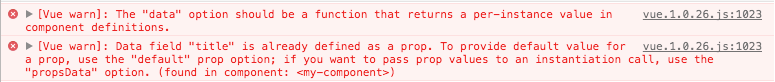 [Vue warn]: The "data" option should be a function that returns a per-instance value in vue.1.0.26.js:1023
component definitions.
[Vue warn]: Data field "title" is already defined as a prop. To provide default value for vue.1.0.26.js:1023
a prop, use the "default" prop option; if you want to pass prop values to an instantiation call, use the
"propsData" option. (found in component: <my-component>)